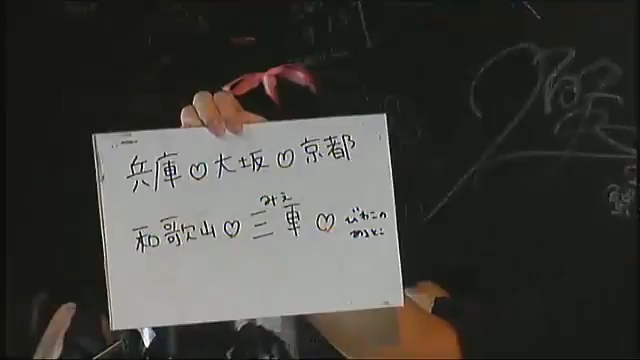 兵庫♡大坂♡京都
みえ
和歌山♡三重♡びわこの
あるとこ